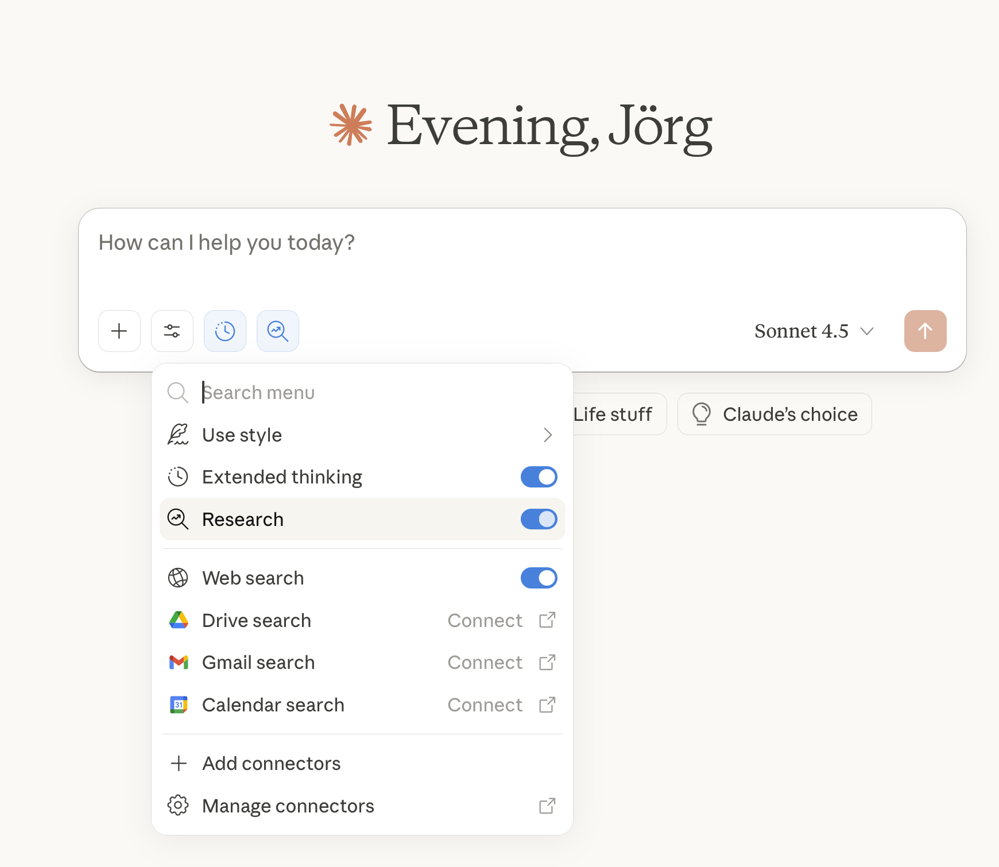 Evening, Jörg
How can I help you today?
Sonnet 4.5
Search menu
Use style
Extended thinking
Research
Web search
Drive search Connect
Gmail search Connect
31
Calendar search Connect
Add connectors
Manage connectors
Life stuff
Claude’s choice